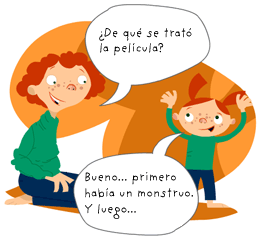 ¿De qué se trató
la película?
Bueno... primero
había un monstruo.
Y luego...